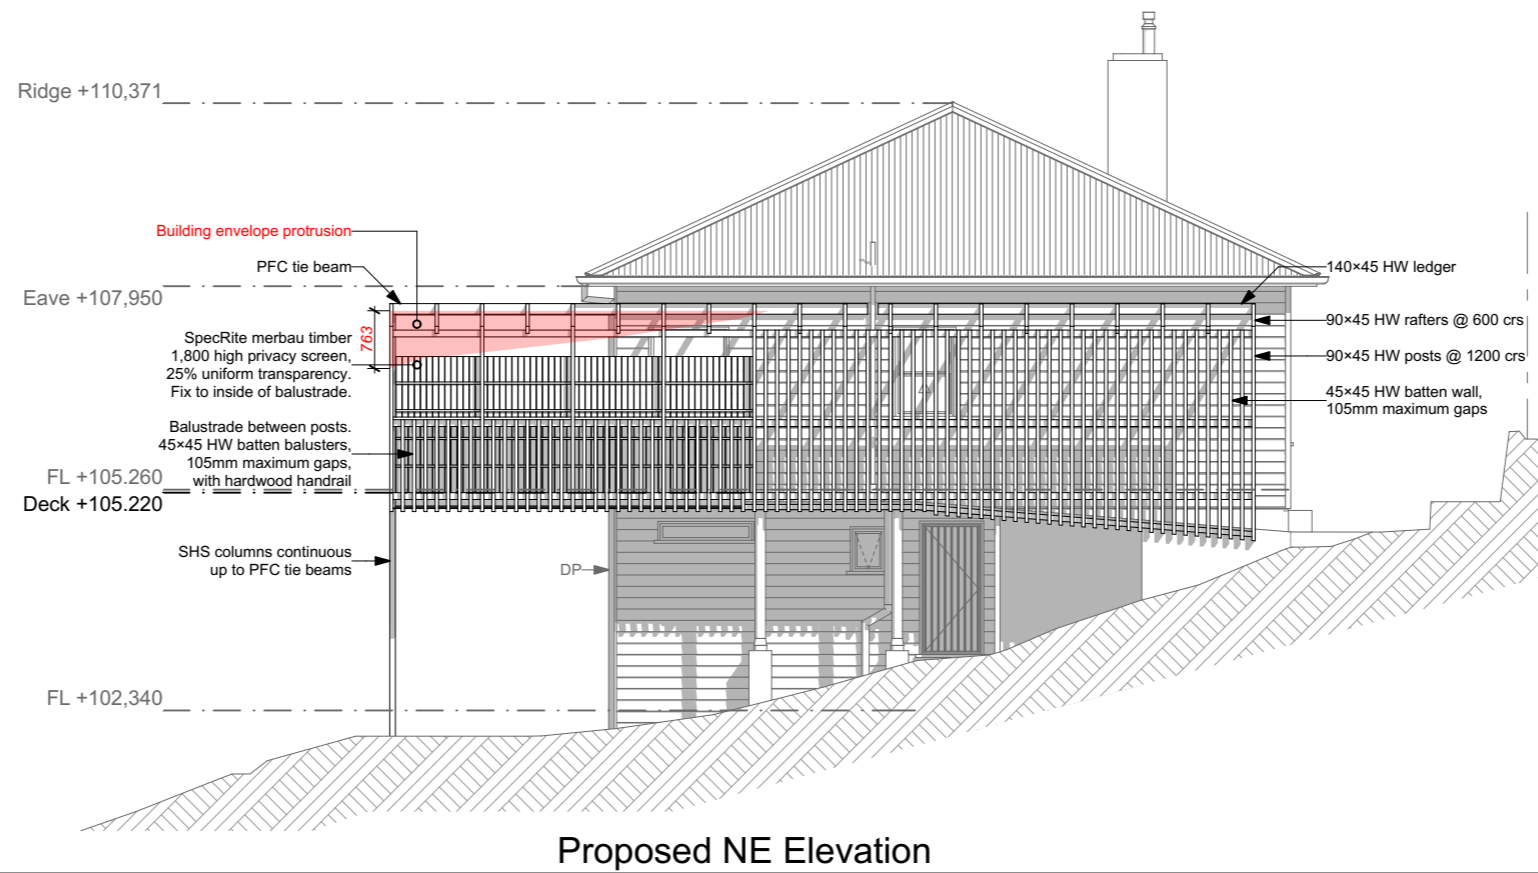 Ridge +110,371
Building envelope protrusion
PFC tie beam
Eave +107,950
763
SpecRite merbau timber
1,800 high privacy screen,
25% uniform transparency.
Fix to inside of balustrade.
Balustrade between posts.
45×45 HW batten balusters,
105mm maximum gaps,
with hardwood handrail
FL +105.260
Deck +105.220
SHS columns continuous
up to PFC tie beams
DP
FL +102,340
140×45 HW ledger
90×45 HW rafters @ 600 crs
90×45 HW posts @ 1200 crs
45×45 HW batten wall,
105mm maximum gaps
Proposed NE Elevation